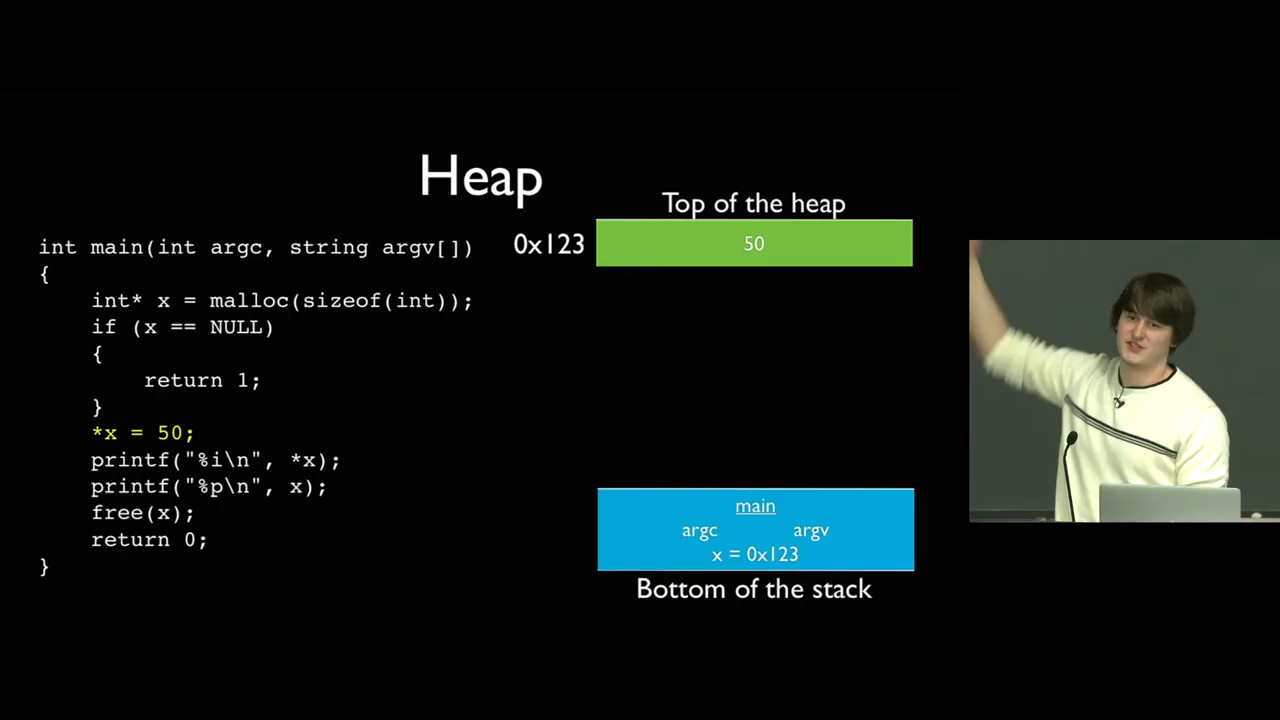 Heap
int main(int argc, string argv[])
{
    int* x = malloc(sizeof(int));
    if (x == NULL)
    {
        return 1;
    }
    *x = 50;
    printf("%i\n", *x);
    printf("%p\n", x);
    free(x);
    return 0;
}
Top of the heap
0x123 50
main
argc argv
x = 0x123
Bottom of the stack